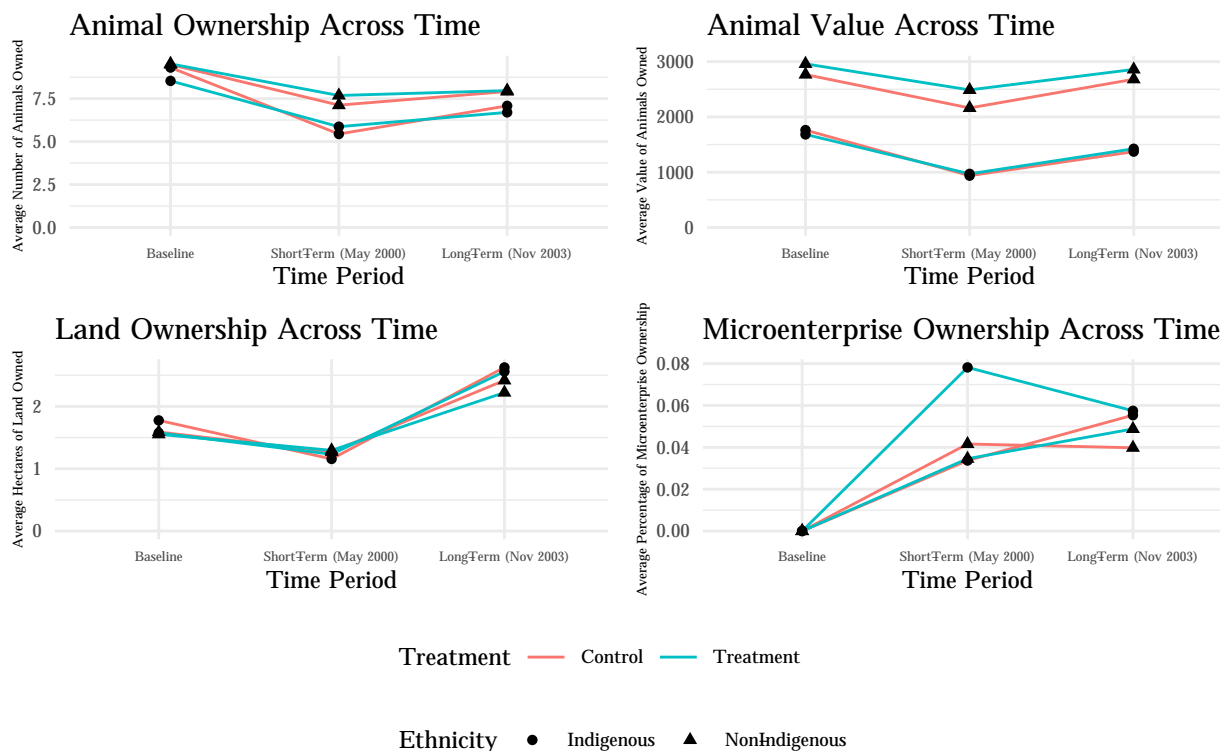 Animal Ownership Across Time
Average Number of Animals Owned
7.5
5.0
2.5
0.0
Baseline
Short-Term (May 2000)
Long-Term (Nov 2003)
Time Period
Animal Value Across Time
Average Value of Animals Owned
3000
2000
1000
0
Baseline
Short-Term (May 2000)
Long-Term (Nov 2003)
Time Period
Land Ownership Across Time
Average Hectares of Land Owned
2
1
0
Baseline
Short-Term (May 2000)
Long-Term (Nov 2003)
Time Period
Microenterprise Ownership Across Time
Average Percentage of Microenterprise Ownership
0.08
0.06
0.04
0.02
0.00
Baseline
Short-Term (May 2000)
Long-Term (Nov 2003)
Time Period
Treatment Control Treatment
Ethnicity Indigenous Non-Indigenous